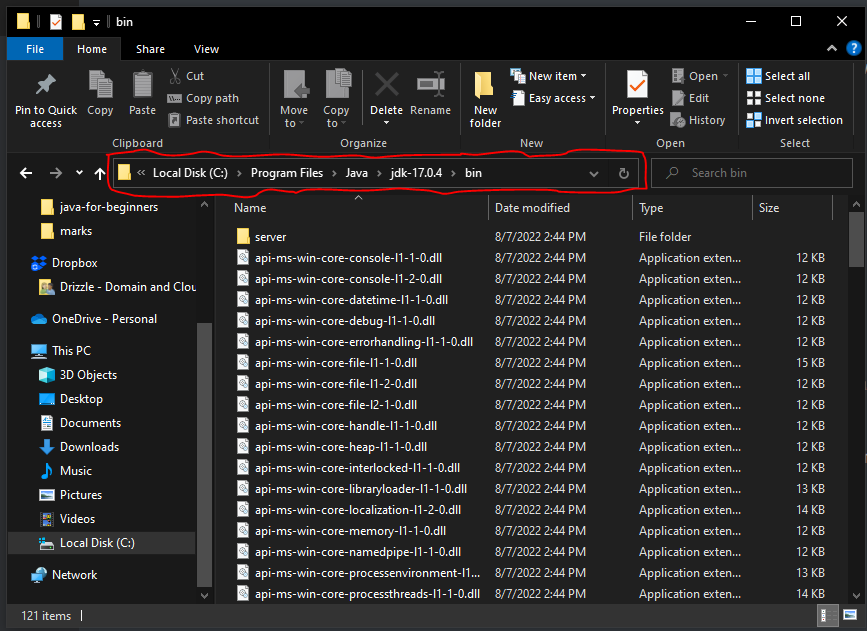 bin
File Home Share View
Pin to Quick access
Copy
Paste
Cut
Copy path
Paste shortcut
Clipboard
Move to
Copy to
Delete
Rename
Organize
New folder
New item
Easy access
New
Properties
Open
Edit
History
Open
Select all
Select none
Invert selection
Select
« Local Disk (C:) > Program Files > Java > jdk-17.0.4 > bin
Search bin
java-for-beginners
marks
Dropbox
Drizzle - Domain and Clou
OneDrive - Personal
This PC
3D Objects
Desktop
Documents
Downloads
Music
Pictures
Videos
Local Disk (C:)
Network
Name Date modified Type Size
server 8/7/2022 2:44 PM File folder
api-ms-win-core-console-l1-1-0.dll 8/7/2022 2:44 PM Application exten... 12 KB
api-ms-win-core-console-l1-2-0.dll 8/7/2022 2:44 PM Application exten... 12 KB
api-ms-win-core-datetime-l1-1-0.dll 8/7/2022 2:44 PM Application exten... 12 KB
api-ms-win-core-debug-l1-1-0.dll 8/7/2022 2:44 PM Application exten... 12 KB
api-ms-win-core-errorhandling-l1-1-0.dll 8/7/2022 2:44 PM Application exten... 12 KB
api-ms-win-core-file-l1-1-0.dll 8/7/2022 2:44 PM Application exten... 15 KB
api-ms-win-core-file-l1-2-0.dll 8/7/2022 2:44 PM Application exten... 12 KB
api-ms-win-core-file-l2-1-0.dll 8/7/2022 2:44 PM Application exten... 12 KB
api-ms-win-core-handle-l1-1-0.dll 8/7/2022 2:44 PM Application exten... 12 KB
api-ms-win-core-heap-l1-1-0.dll 8/7/2022 2:44 PM Application exten... 12 KB
api-ms-win-core-interlocked-l1-1-0.dll 8/7/2022 2:44 PM Application exten... 12 KB
api-ms-win-core-libraryloader-l1-1-0.dll 8/7/2022 2:44 PM Application exten... 13 KB
api-ms-win-core-localization-l1-2-0.dll 8/7/2022 2:44 PM Application exten... 14 KB
api-ms-win-core-memory-l1-1-0.dll 8/7/2022 2:44 PM Application exten... 12 KB
api-ms-win-core-namedpipe-l1-1-0.dll 8/7/2022 2:44 PM Application exten... 12 KB
api-ms-win-core-processenvironment-l1... 8/7/2022 2:44 PM Application exten... 13 KB
api-ms-win-core-processthreads-l1-1-0.dll 8/7/2022 2:44 PM Application exten... 14 KB
121 items